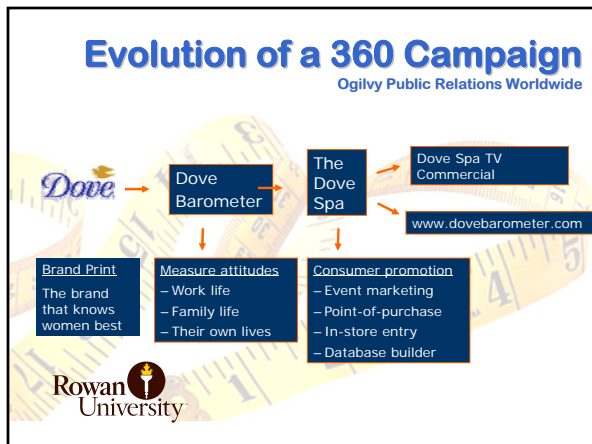 Evolution of a 360 Campaign
Ogilvy Public Relations Worldwide
Dove
Dove
Barometer
The
Dove
Spa
Dove Spa TV
Commercial
www.dovebarometer.com
Brand Print
The brand
that knows
women best
Measure attitudes
– Work life
– Family life
– Their own lives
Consumer promotion
– Event marketing
– Point-of-purchase
– In-store entry
– Database builder
Rowan
University